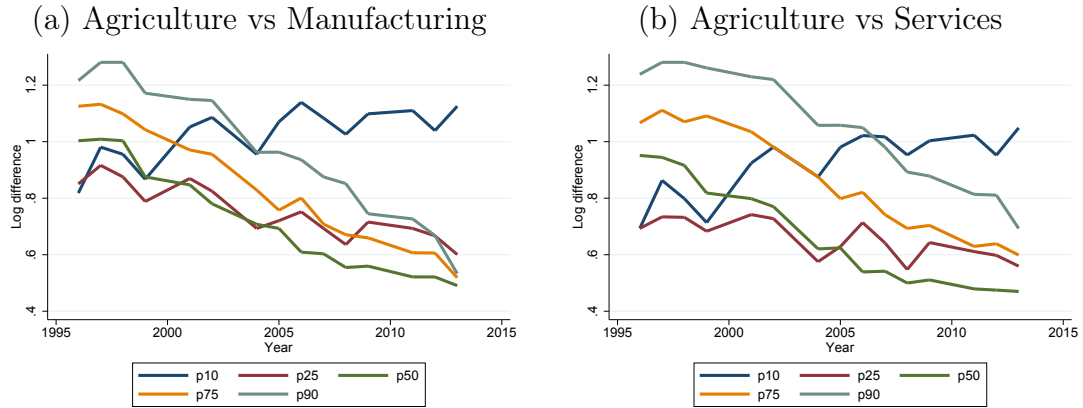 (a) Agriculture vs Manufacturing
Log difference
1.2
1
.8
.6
.4
1995 2000 2005 2010 2015
Year
p10 p25 p50
p75 p90
(b) Agriculture vs Services
Log difference
1.2
1
.8
.6
.4
1995 2000 2005 2010 2015
Year
p10 p25 p50
p75 p90